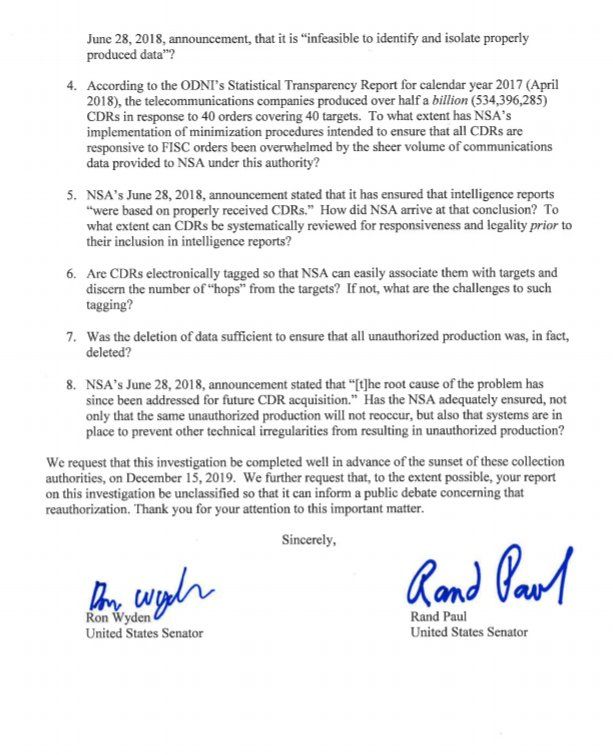 June 28, 2018, announcement, that it is “infeasible to identify and isolate properly
produced data”?
4. According to the ODNI’s Statistical Transparency Report for calendar year 2017 (April
2018), the telecommunications companies produced over half a billion (534,396,285)
CDRs in response to 40 orders covering 40 targets. To what extent has NSA’s
implementation of minimization procedures intended to ensure that all CDRs are
responsive to FISC orders been overwhelmed by the sheer volume of communications
data provided to NSA under this authority?
5. NSA’s June 28, 2018, announcement stated that it has ensured that intelligence reports
“were based on properly received CDRs.” How did NSA arrive at that conclusion? To
what extent can CDRs be systematically reviewed for responsiveness and legality prior to
their inclusion in intelligence reports?
6. Are CDRs electronically tagged so that NSA can easily associate them with targets and
discern the number of “hops” from the targets? If not, what are the challenges to such
tagging?
7. Was the deletion of data sufficient to ensure that all unauthorized production was, in fact,
deleted?
8. NSA’s June 28, 2018, announcement stated that “[t]he root cause of the problem has
since been addressed for future CDR acquisition.” Has the NSA adequately ensured, not
only that the same unauthorized production will not reoccur, but also that systems are in
place to prevent other technical irregularities from resulting in unauthorized production?
We request that this investigation be completed well in advance of the sunset of these collection
authorities, on December 15, 2019. We further request that, to the extent possible, your report
on this investigation be unclassified so that it can inform a public debate concerning that
reauthorization. Thank you for your attention to this important matter.
Sincerely,
Ron Wyden
Ron Wyden
United States Senator
Rand Paul
Rand Paul
United States Senator